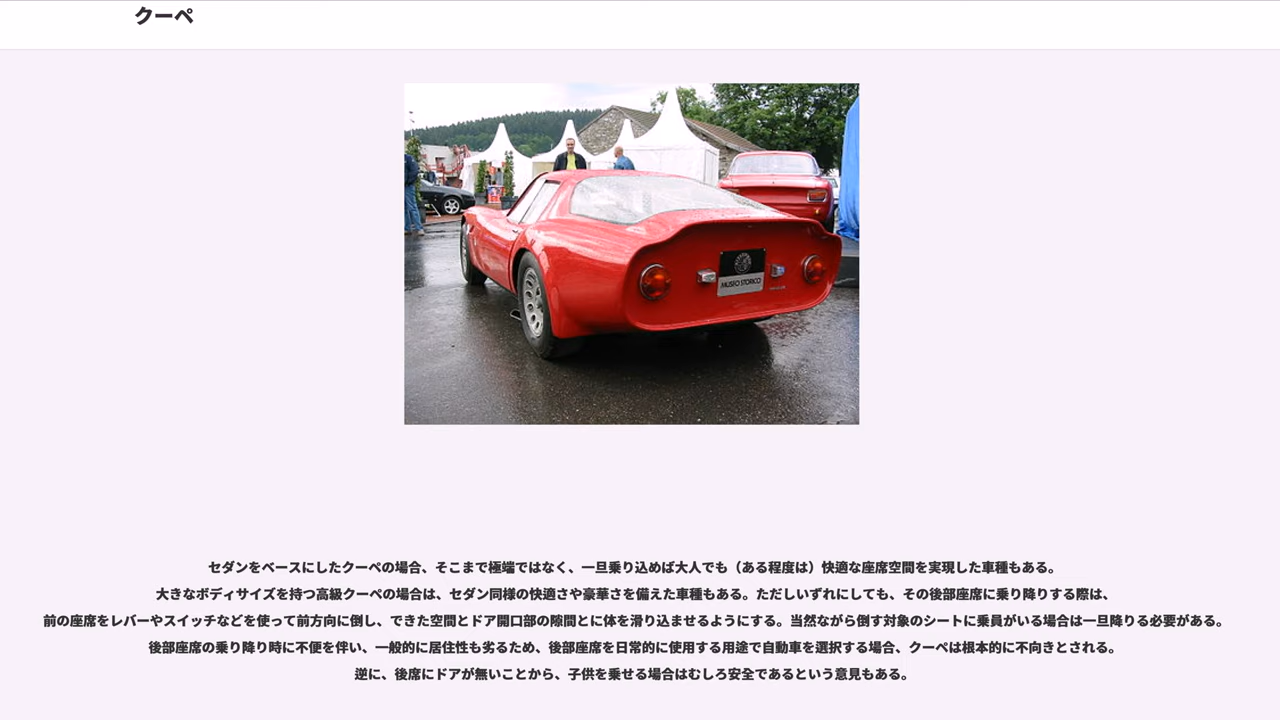 クーペ
MUSEO STORICO
セダンをベースにしたクーペの場合、そこまで極端ではなく、一旦乗り込めば大人でも（ある程度は）快適な座席空間を実現した車種もある。
大きなボディサイズを持つ高級クーペの場合は、セダン同様の快適さや豪華さを備えた車種もある。ただしいずれにしても、その後部座席に乗り降りする際は、
前の座席をレバーやスイッチなどを使って前方向に倒し、できた空間とドア開口部の隙間とに体を滑り込ませるようにする。当然ながら倒す対象のシートに乗員がいる場合は一旦降りる必要がある。
後部座席の乗り降り時に不便を伴い、一般的に居住性も劣るため、後部座席を日常的に使用する用途で自動車を選択する場合、クーペは根本的に不向きとされる。
逆に、後席にドアが無いことから、子供を乗せる場合はむしろ安全であるという意見もある。